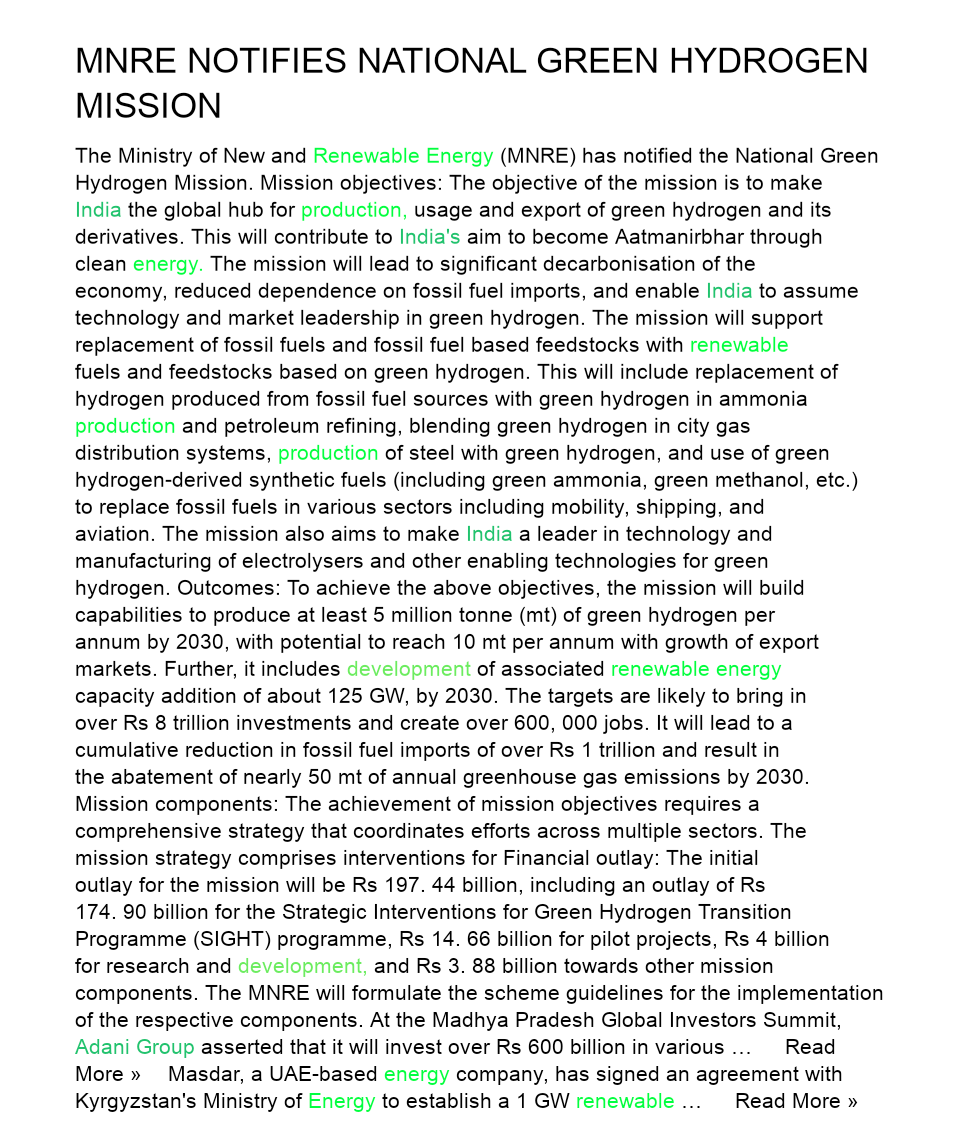 MNRE NOTIFIES NATIONAL GREEN HYDROGEN
MISSION
The Ministry of New and Renewable Energy (MNRE) has notified the National Green
Hydrogen Mission. Mission objectives: The objective of the mission is to make
India the global hub for production, usage and export of green hydrogen and its
derivatives. This will contribute to India's aim to become Aatmanirbhar through
clean energy. The mission will lead to significant decarbonisation of the
economy, reduced dependence on fossil fuel imports, and enable India to assume
technology and market leadership in green hydrogen. The mission will support
replacement of fossil fuels and fossil fuel based feedstocks with renewable
fuels and feedstocks based on green hydrogen. This will include replacement of
hydrogen produced from fossil fuel sources with green hydrogen in ammonia
production and petroleum refining, blending green hydrogen in city gas
distribution systems, production of steel with green hydrogen, and use of green
hydrogen-derived synthetic fuels (including green ammonia, green methanol, etc.)
to replace fossil fuels in various sectors including mobility, shipping, and
aviation. The mission also aims to make India a leader in technology and
manufacturing of electrolysers and other enabling technologies for green
hydrogen. Outcomes: To achieve the above objectives, the mission will build
capabilities to produce at least 5 million tonne (mt) of green hydrogen per
annum by 2030, with potential to reach 10 mt per annum with growth of export
markets. Further, it includes development of associated renewable energy
capacity addition of about 125 GW, by 2030. The targets are likely to bring in
over Rs 8 trillion investments and create over 600, 000 jobs. It will lead to a
cumulative reduction in fossil fuel imports of over Rs 1 trillion and result in
the abatement of nearly 50 mt of annual greenhouse gas emissions by 2030.
Mission components: The achievement of mission objectives requires a
comprehensive strategy that coordinates efforts across multiple sectors. The
mission strategy comprises interventions for Financial outlay: The initial
outlay for the mission will be Rs 197. 44 billion, including an outlay of Rs
174. 90 billion for the Strategic Interventions for Green Hydrogen Transition
Programme (SIGHT) programme, Rs 14. 66 billion for pilot projects, Rs 4 billion
for research and development, and Rs 3. 88 billion towards other mission
components. The MNRE will formulate the scheme guidelines for the implementation
of the respective components. At the Madhya Pradesh Global Investors Summit,
Adani Group asserted that it will invest over Rs 600 billion in various … Read
More » Masdar, a UAE-based energy company, has signed an agreement with
Kyrgyzstan's Ministry of Energy to establish a 1 GW renewable … Read More »